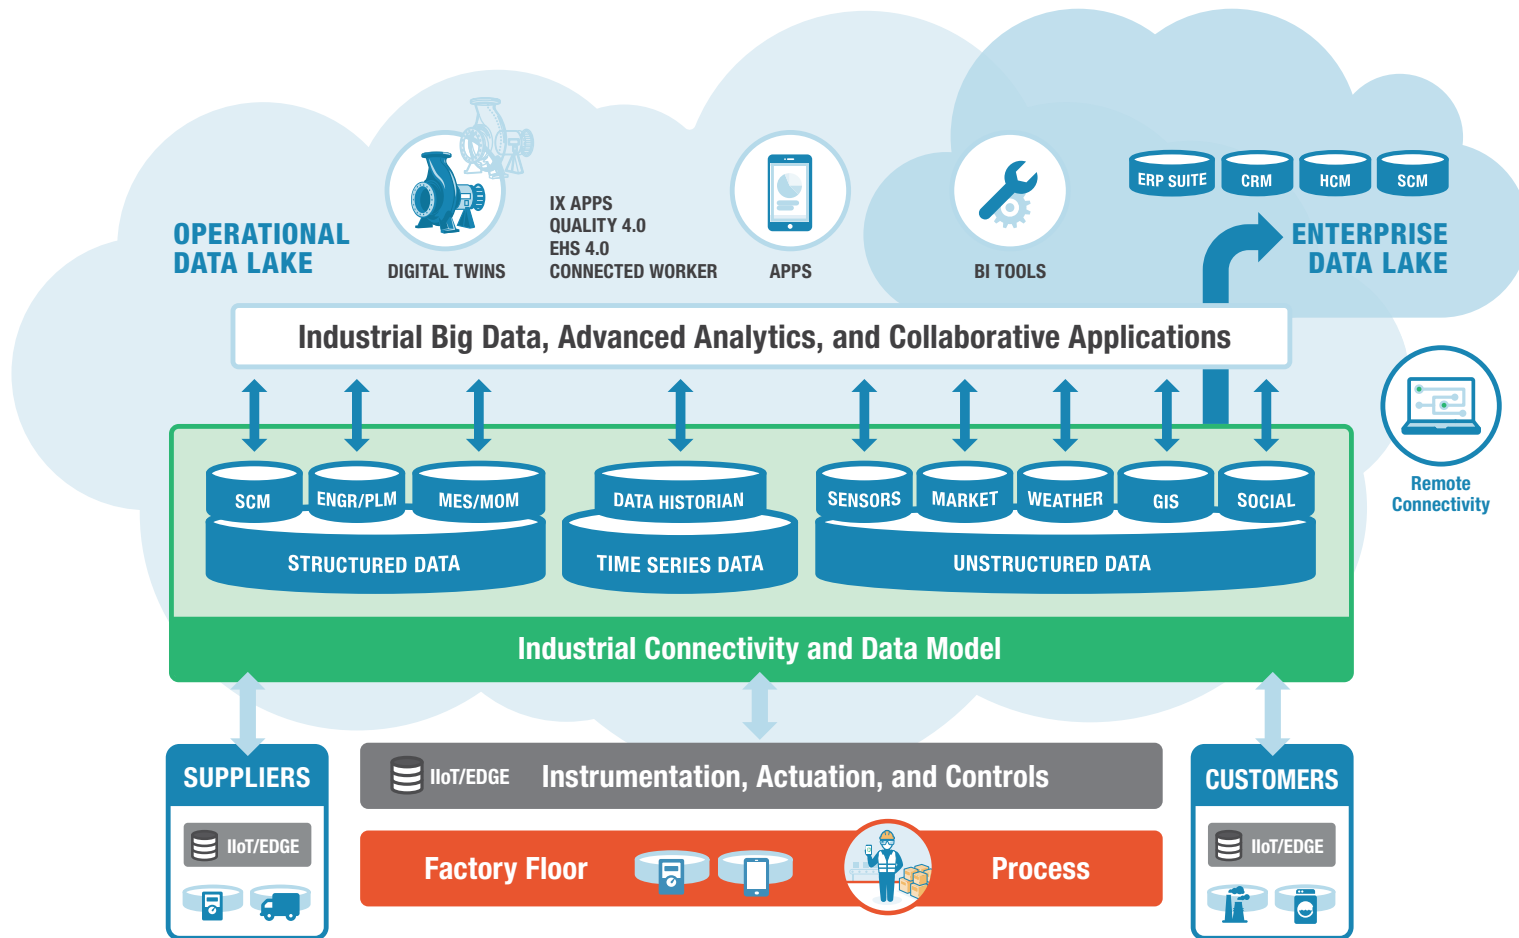 ERP SUITE
CRM
HCM
SCM
OPERATIONAL
DATA LAKE
DIGITAL TWINS
IX APPS
QUALITY 4.0
EHS 4.0
CONNECTED WORKER
APPS
BI TOOLS
ENTERPRISE
DATA LAKE
Industrial Big Data, Advanced Analytics, and Collaborative Applications
Remote
Connectivity
SCM
ENGR/PLM
MES/MOM
DATA HISTORIAN
SENSORS
MARKET
WEATHER
GIS
SOCIAL
STRUCTURED DATA
TIME SERIES DATA
UNSTRUCTURED DATA
Industrial Connectivity and Data Model
SUPPLIERS
IIoT/EDGE
IIoT/EDGE
Instrumentation, Actuation, and Controls
Factory Floor
Process
CUSTOMERS
IIoT/EDGE